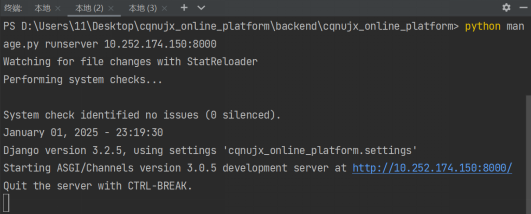 终端: 本地 × 本地 (2) × 本地 (3) × + ∨
PS D:\Users\11\Desktop\cqnujx_online_platform\backend\cqnujx_online_platform> python man
age.py runserver 10.252.174.150:8000
Watching for file changes with StatReloader
Performing system checks...
System check identified no issues (0 silenced).
January 01, 2025 - 23:19:30
Django version 3.2.5, using settings 'cqnujx_online_platform.settings'
Starting ASGI/Channels version 3.0.5 development server at http://10.252.174.150:8000/
Quit the server with CTRL-BREAK.